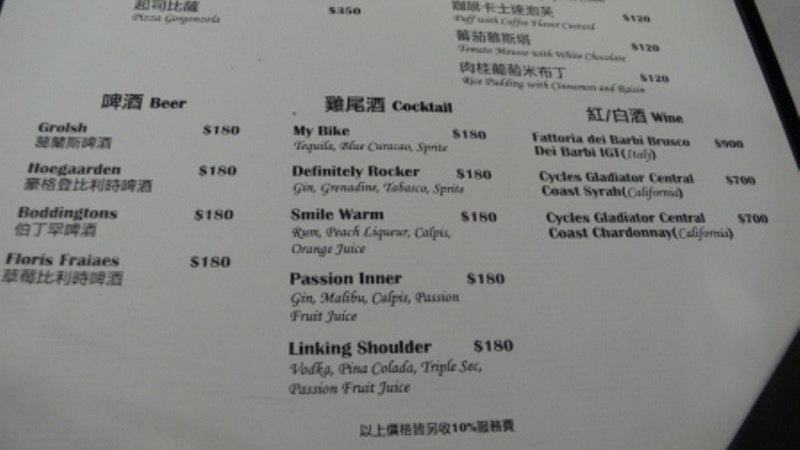 起司比薩 $350
Pizza Gorgonzola
咖啡卡士達泡芙 $120
Puff with Coffee Flavor Custard
蕃茄慕斯塔 $120
Tomato Mousse with White Chocolate
肉桂葡萄米布丁 $120
Rice Pudding with Cinnamon and Raisin
啤酒 Beer
Grolsh $180
葛蘭斯啤酒
Hoegaarden $180
豪格登比利時啤酒
Boddingtons $180
伯丁罕啤酒
Floris Fraiaes $180
草莓比利時啤酒
雞尾酒 Cocktail
My Bike $180
Tequila, Blue Curacao, Sprite
Definitely Rocker $180
Gin, Grenadine, Tabasco, Sprite
Smile Warm $180
Rum, Peach Liqueur, Calpis,
Orange Juice
Passion Inner $180
Gin, Malibu, Calpis, Passion
Fruit Juice
Linking Shoulder $180
Vodka, Pina Colada, Triple Sec,
Passion Fruit Juice
紅/白酒 Wine
Fattoria dei Barbi Brusco $900
Dei Barbi IGT(Italy)
Cycles Gladiator Central $700
Coast Syrah(California)
Cycles Gladiator Central $700
Coast Chardonnay(California)
以上價格皆另收10%服務費